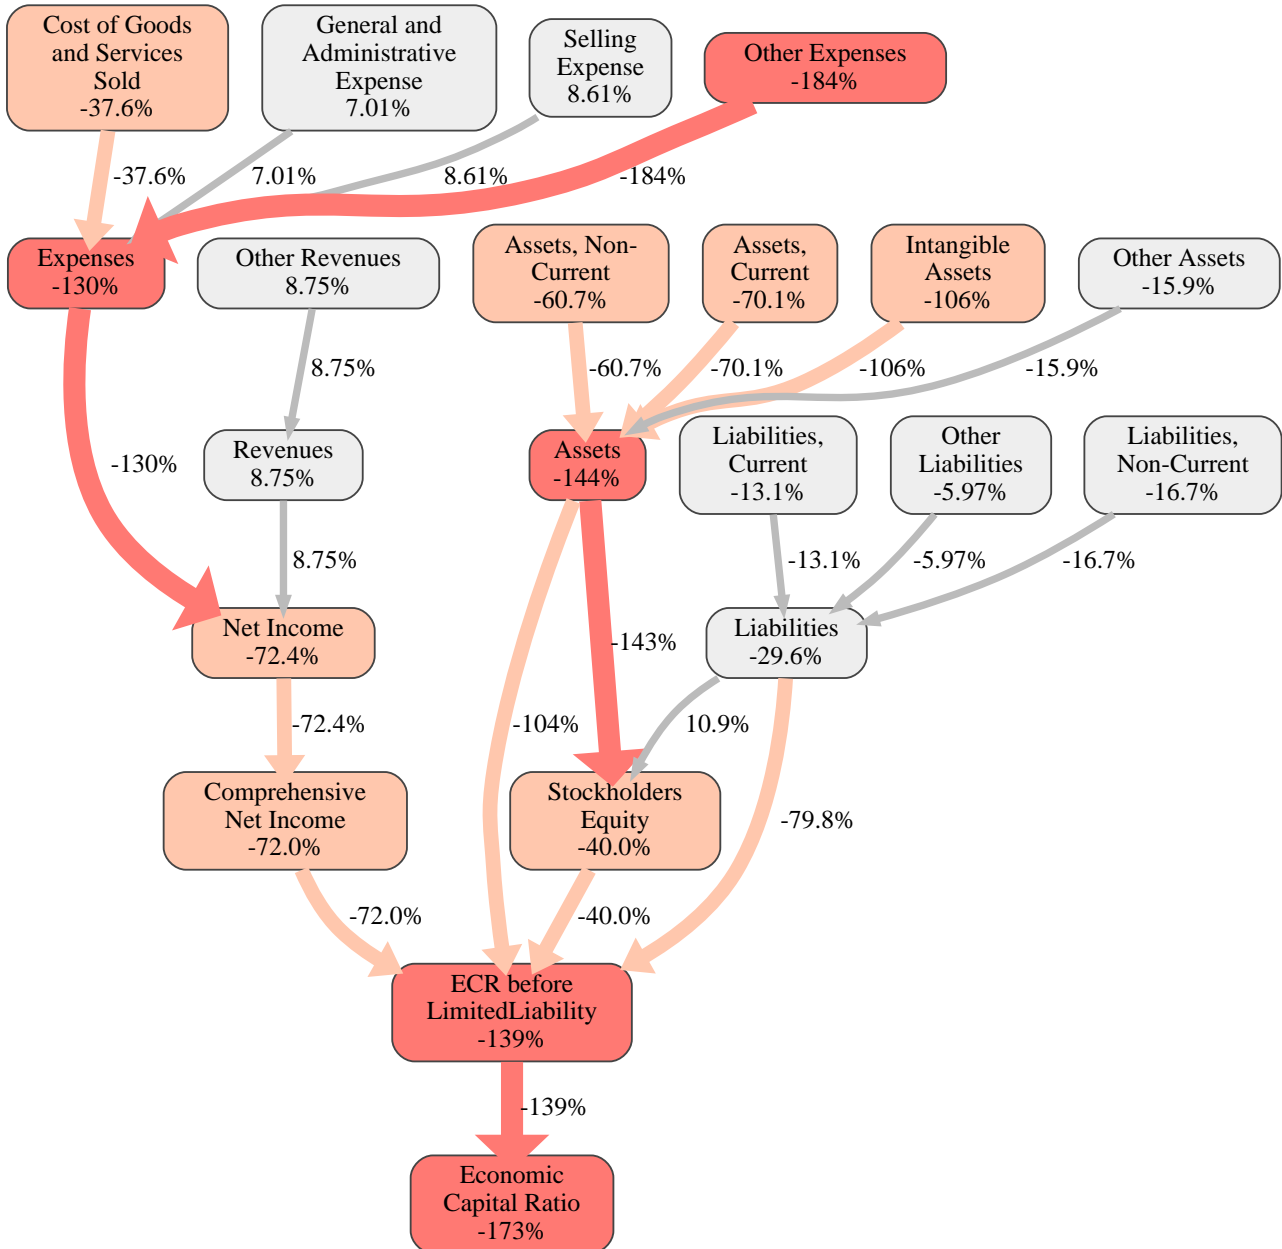 Cost of Goods
and Services
Sold
-37.6%
General and
Administrative
Expense
7.01%
Selling
Expense
8.61%
Other Expenses
-184%
-37.6%
7.01%
8.61%
-184%
Expenses
-130%
Other Revenues
8.75%
Assets, Non-
Current
-60.7%
Assets,
Current
-70.1%
Intangible
Assets
-106%
Other Assets
-15.9%
8.75%
-60.7%
-70.1%
-106%
-15.9%
-130%
Revenues
8.75%
Assets
-144%
Liabilities,
Current
-13.1%
Other
Liabilities
-5.97%
Liabilities,
Non-Current
-16.7%
8.75%
-13.1%
-5.97%
-16.7%
Net Income
-72.4%
-143%
Liabilities
-29.6%
-72.4%
-104%
10.9%
Comprehensive
Net Income
-72.0%
Stockholders
Equity
-40.0%
-79.8%
-72.0%
-40.0%
ECR before
LimitedLiability
-139%
-139%
Economic
Capital Ratio
-173%